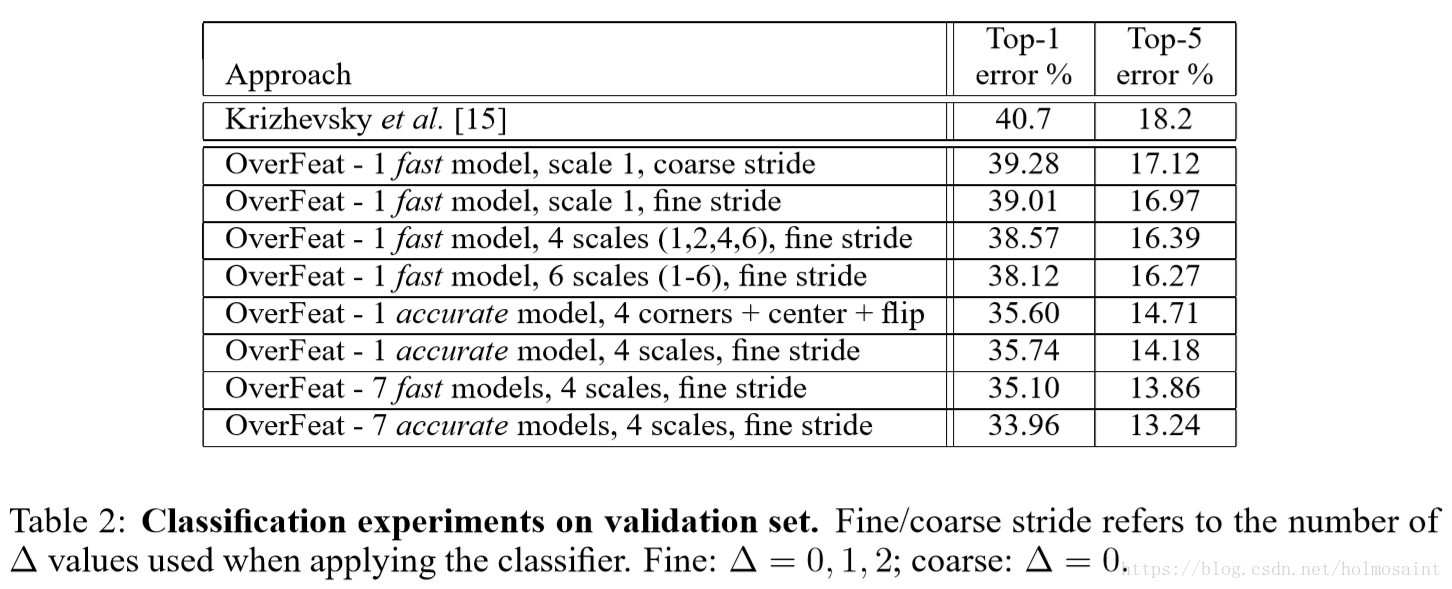 Approach Top-1 error % Top-5 error %
Krizhevsky et al. [15] 40.7 18.2
OverFeat - 1 fast model, scale 1, coarse stride 39.28 17.12
OverFeat - 1 fast model, scale 1, fine stride 39.01 16.97
OverFeat - 1 fast model, 4 scales (1,2,4,6), fine stride 38.57 16.39
OverFeat - 1 fast model, 6 scales (1-6), fine stride 38.12 16.27
OverFeat - 1 accurate model, 4 corners + center + flip 35.60 14.71
OverFeat - 1 accurate model, 4 scales, fine stride 35.74 14.18
OverFeat - 7 fast models, 4 scales, fine stride 35.10 13.86
OverFeat - 7 accurate models, 4 scales, fine stride 33.96 13.24
Table 2: Classification experiments on validation set. Fine/coarse stride refers to the number of
Δ values used when applying the classifier. Fine: Δ = 0, 1, 2; coarse: Δ = 0.
https://blog.csdn.net/holmosaint